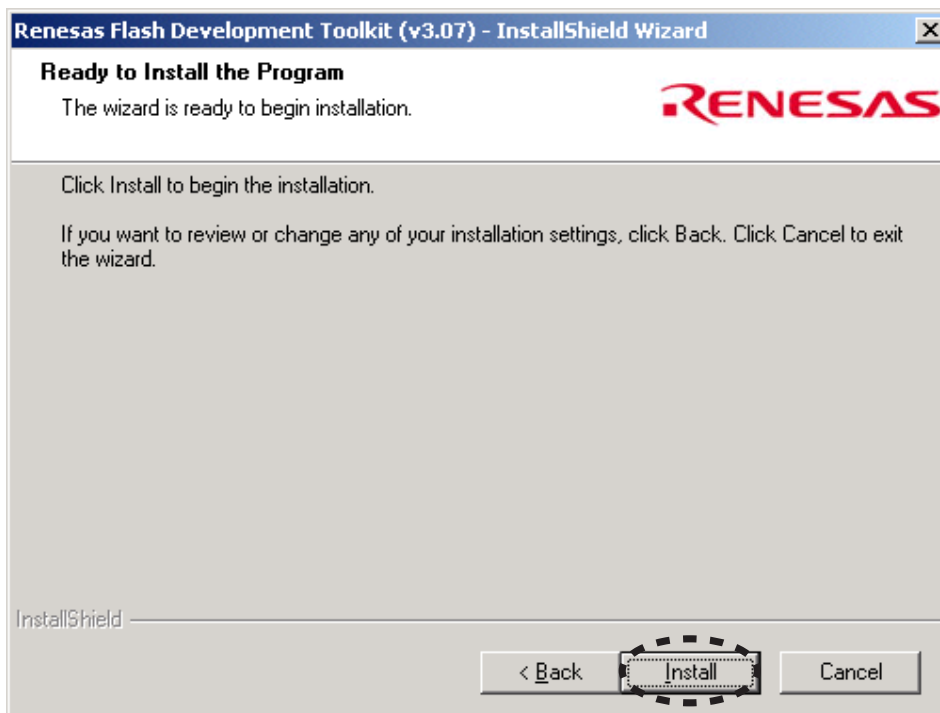 Renesas Flash Development Toolkit (v3.07) - InstallShield Wizard
Ready to Install the Program
The wizard is ready to begin installation.
RENESAS
Click Install to begin the installation.
If you want to review or change any of your installation settings, click Back. Click Cancel to exit
the wizard.
InstallShield
< Back Install Cancel